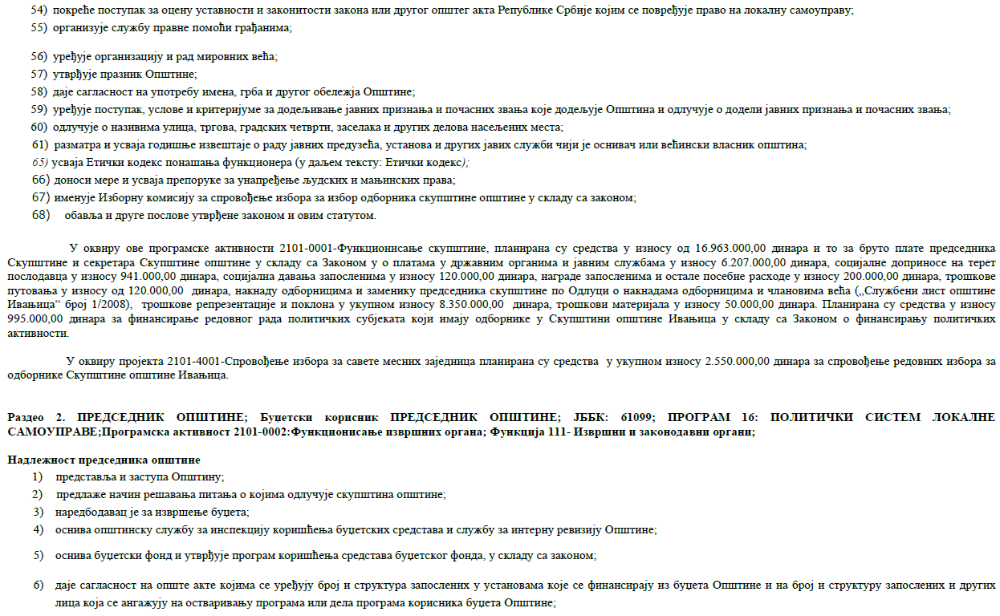 54) покреће поступак за оцену уставности и законитости закона или другог општег акта Републике Србије којим се повређује право на локалну самоуправу;
55) организује службу правне помоћи грађанима;
56) уређује организацију и рад мировних већа;
57) утврђује празник Општине;
58) даје сагласност на употребу имена, грба и другог обележја Општине;
59) уређује поступак, услове и критеријуме за додељивање јавних признања и почасних звања које додељује Општина и одлучује о додели јавних признања и почасних звања;
60) одлучује о називима улица, тргова, градских четврти, заселака и других делова насељених места;
61) разматра и усваја годишње извештаје о раду јавних предузећа, установа и других јавих служби чији је оснивач или већински власник општина;
65) усваја Етички кодекс понашања функционера (у даљем тексту: Етички кодекс);
66) доноси мере и усваја препоруке за унапређење људских и мањинских права;
67) именује Изборну комисију за спровођење избора за избор одборника скупштине општине у складу са законом;
68) обавља и друге послове утврђене законом и овим статутом.
У оквиру ове програмске активности 2101-0001-Функционисање скупштине, планирана су средства у износу од 16.963.000,00 динара и то за бруто плате председника
Скупштине и секретара Скупштине општине у складу са Законом у о платама у државним органима и јавним службама у износу 6.207.000,00 динара, социјалне доприносе на терет
послодавца у износу 941.000,00 динара, социјална давања запосленима у износу 120.000,00 динара, награде запосленима и остале посебне расходе у износу 200.000,00 динара, трошкове
путовања у износу од 120.000,00 динара, накнаду одборницима и заменику председника скупштине по Одлуци о накнадама одборницима и члановима већа („Службени лист општине
Ивањица“ број 1/2008), трошкове репрезентације и поклона у укупном износу 8.350.000,00 динара, трошкови материјала у износу 50.000,00 динара. Планирана су средства у износу
995.000,00 динара за финансирање редовног рада политичких субјеката који имају одборнике у Скупштини општине Ивањица у складу са Законом о финансирању политичких
активности.
У оквиру пројекта 2101-4001-Спровођење избора за савете месних заједница планирана су средства у укупном износу 2.550.000,00 динара за спровођење редовних избора за
одборнике Скупштине општине Ивањица.
Раздео 2. ПРЕДСЕДНИК ОПШТИНЕ; Буџетски корисник ПРЕДСЕДНИК ОПШТИНЕ; ЈББК: 61099; ПРОГРАМ 16: ПОЛИТИЧКИ СИСТЕМ ЛОКАЛНЕ
САМОУПРАВЕ;Програмска активност 2101-0002:Функционисање извршних органа; Функција 111- Извршни и законодавни органи;
Надлежност председника општине
1) представља и заступа Општину;
2) предлаже начин решавања питања о којима одлучује скупштина општине;
3) наредбодавац је за извршење буџета;
4) оснива општинску службу за инспекцију коришћења буџетских средстава и службу за интерну ревизију Општине;
5) оснива буџетски фонд и утврђује програм коришћења средстава буџетског фонда, у складу са законом;
6) даје сагласност на опште акте којима се уређују број и структура запослених у установама које се финансирају из буџета Општине и на број и структуру запослених и других
лица која се ангажују на остваривању програма или дела програма корисника буџета Општине;